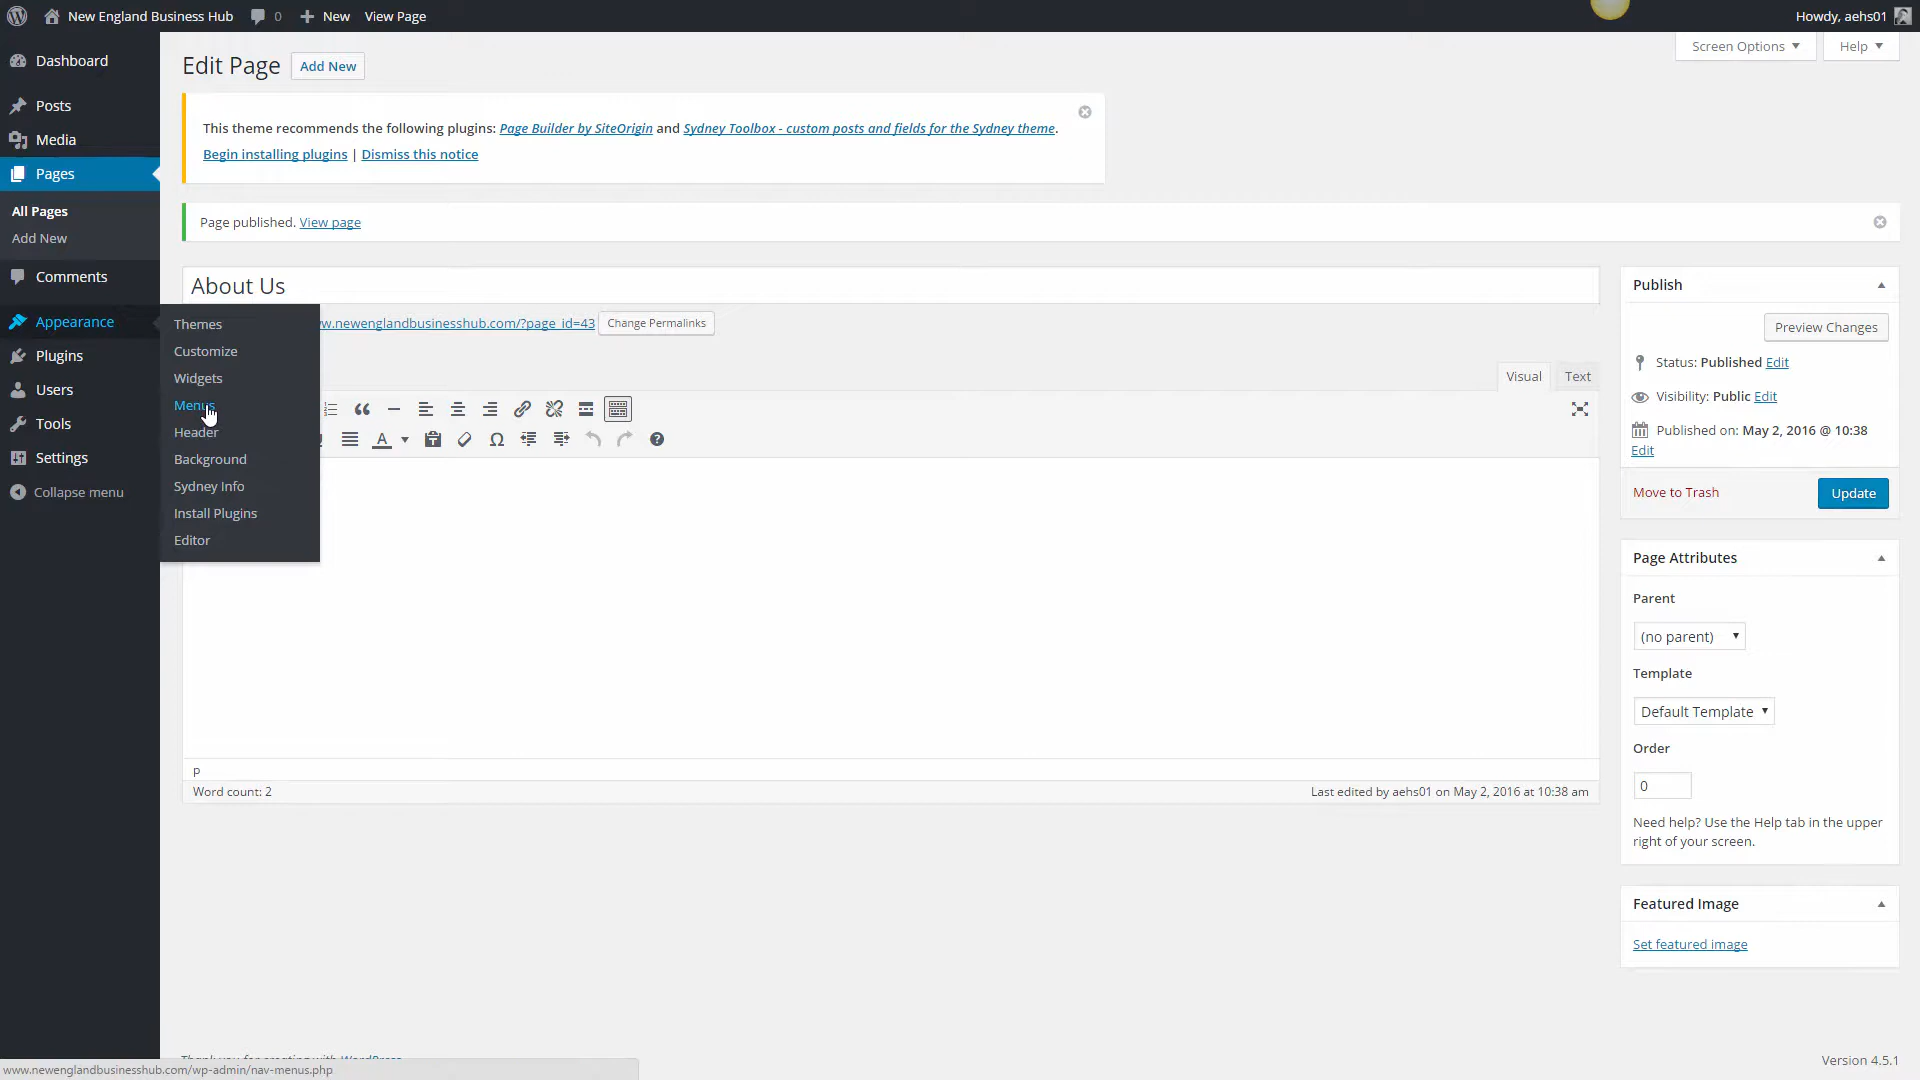 New England Business Hub 0 New View Page Howdy, aehs01
Screen Options Help
Dashboard
Posts
Media
Pages
All Pages
Add New
Comments
Appearance
Plugins
Users
Tools
Settings
Collapse menu
Themes
Customize
Widgets
Menus
Header
Background
Sydney Info
Install Plugins
Editor
Edit Page Add New
This theme recommends the following plugins: Page Builder by SiteOrigin and Sydney Toolbox - custom posts and fields for the Sydney theme.
Begin installing plugins | Dismiss this notice
Page published. View page
About Us
w.newenglandbusinesshub.com/?page_id=43 Change Permalinks
Visual Text
p
Word count: 2 Last edited by aehs01 on May 2, 2016 at 10:38 am
Publish
Preview Changes
Status: Published Edit
Visibility: Public Edit
Published on: May 2, 2016 @ 10:38
Edit
Move to Trash Update
Page Attributes
Parent
(no parent)
Template
Default Template
Order
0
Need help? Use the Help tab in the upper
right of your screen.
Featured Image
Set featured image
Thank you for creating with WordPress
Version 4.5.1
www.newenglandbusinesshub.com/wp-admin/nav-menus.php